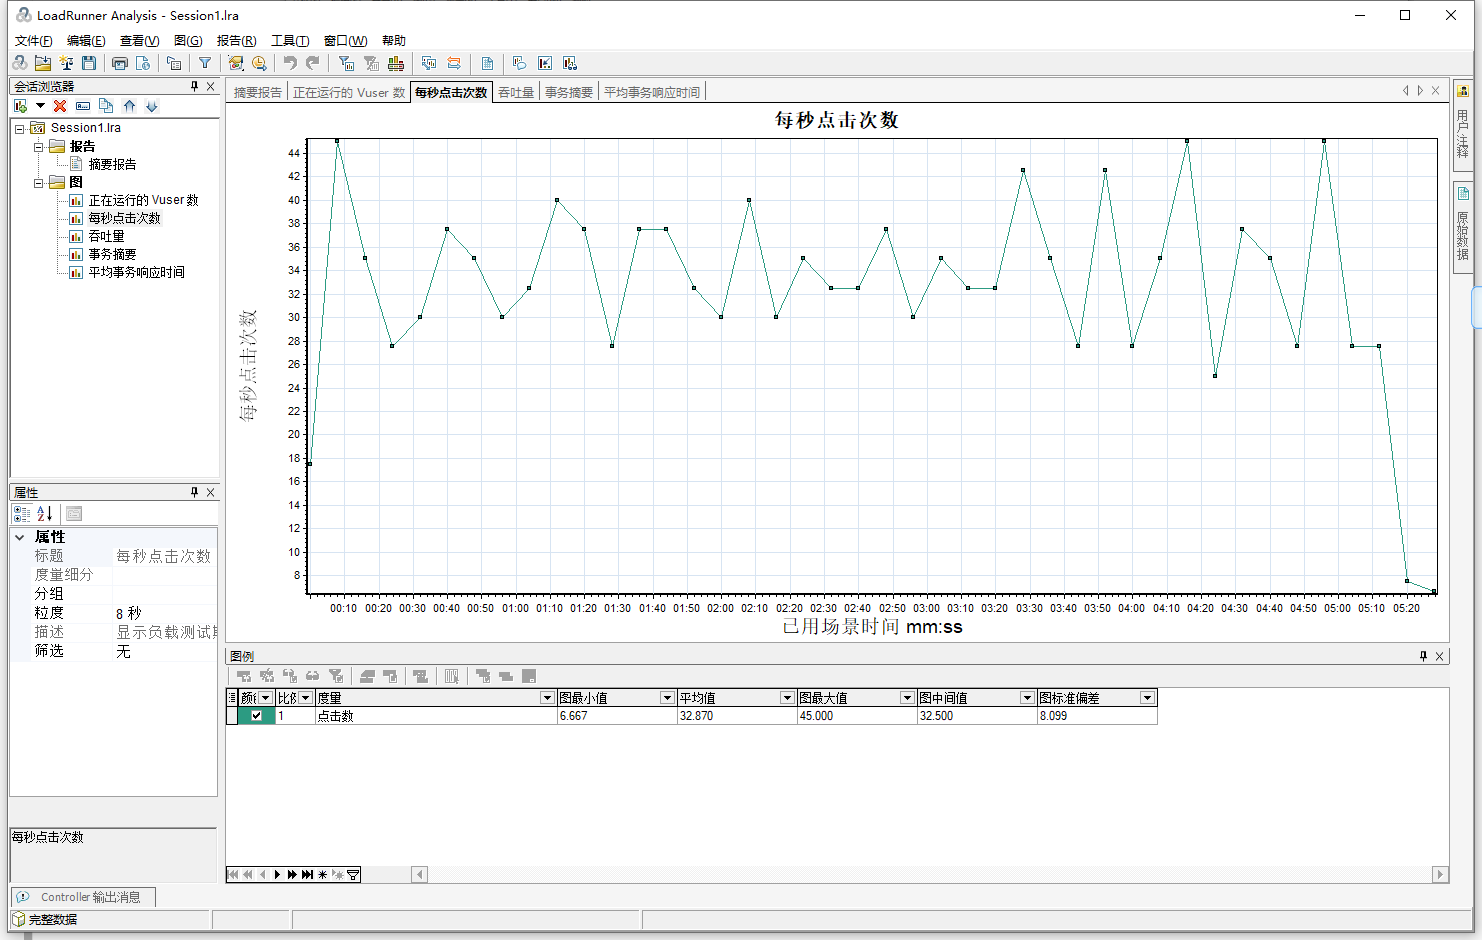 LoadRunner Analysis - Session1.lra
文件(F) 编辑(E) 查看(V) 图(G) 报告(R) 工具(T) 窗口(W) 帮助
会话浏览器
Session1.lra
报告
摘要报告
图
正在运行的 Vuser 数
每秒点击次数
吞吐量
事务摘要
平均事务响应时间
属性
属性
标题 每秒点击次数
度量细分
分组
粒度 8 秒
描述 显示负载测试
筛选 无
每秒点击次数
摘要报告 正在运行的 Vuser 数 每秒点击次数 吞吐量 事务摘要 平均事务响应时间
每秒点击次数
每秒点击次数
44
42
40
38
36
34
32
30
28
26
24
22
20
18
16
14
12
10
8
00:10 00:20 00:30 00:40 00:50 01:00 01:10 01:20 01:30 01:40 01:50 02:00 02:10 02:20 02:30 02:40 02:50 03:00 03:10 03:20 03:30 03:40 03:50 04:00 04:10 04:20 04:30 04:40 04:50 05:00 05:10 05:20
已用场景时间 mm:ss
用户注释
原始数据
图例
度量 图最小值 平均值 图最大值 图中间值 图标准偏差
1 点击数 6.667 32.870 45.000 32.500 8.099
Controller 输出消息
完整数据